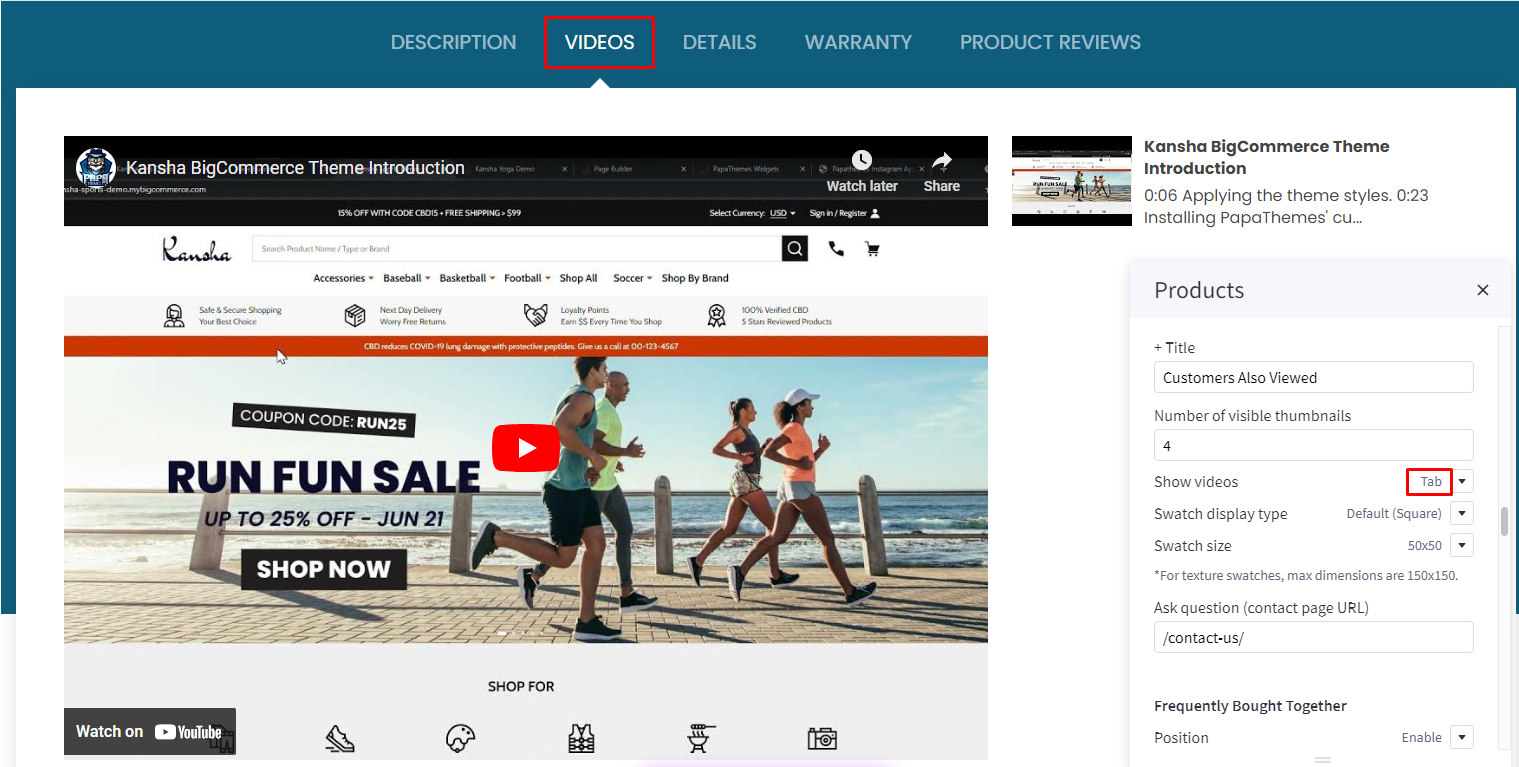 DESCRIPTION VIDEOS DETAILS WARRANTY PRODUCT REVIEWS
Kansha BigCommerce Theme Introduction
Kansha Yoga Demo
Page Builder
PapaThemes Widgets
Papathemes Instagram Ap
sha-sports-demo.mybigcommerce.com
Watch later
Share
15% OFF WITH CODE CBD15 + FREE SHIPPING > $99
Select Currency: USD
Sign in / Register
Kansha
Search Product Name / Type or Brand
Accessories Baseball Basketball Football Shop All Soccer Shop By Brand
Safe & Secure Shopping
Your Best Choice
Next Day Delivery
Worry Free Returns
Loyalty Points
Earn $$ Every Time You Shop
100% Verified CBD
5 Stars Reviewed Products
CBD reduces COVID-19 lung damage with protective peptides. Give us a call at 00-123-4567
COUPON CODE: RUN25
RUN FUN SALE
UP TO 25% OFF - JUN 21
SHOP NOW
SHOP FOR
Watch on YouTube
Kansha BigCommerce Theme
Introduction
0:06 Applying the theme styles. 0:23
Installing PapaThemes' cu...
Products
+ Title
Customers Also Viewed
Number of visible thumbnails
4
Show videos Tab
Swatch display type Default (Square)
Swatch size 50x50
*For texture swatches, max dimensions are 150x150.
Ask question (contact page URL)
/contact-us/
Frequently Bought Together
Position Enable